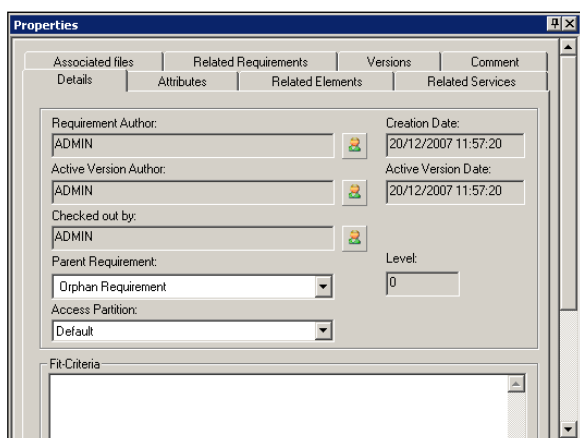 Properties
Associated files Related Requirements Versions Comment
Details Attributes Related Elements Related Services
Requirement Author: Creation Date:
ADMIN 20/12/2007 11:57:20
Active Version Author: Active Version Date:
ADMIN 20/12/2007 11:57:20
Checked out by:
ADMIN
Parent Requirement: Level:
Orphan Requirement 0
Access Partition:
Default
Fit-Criteria